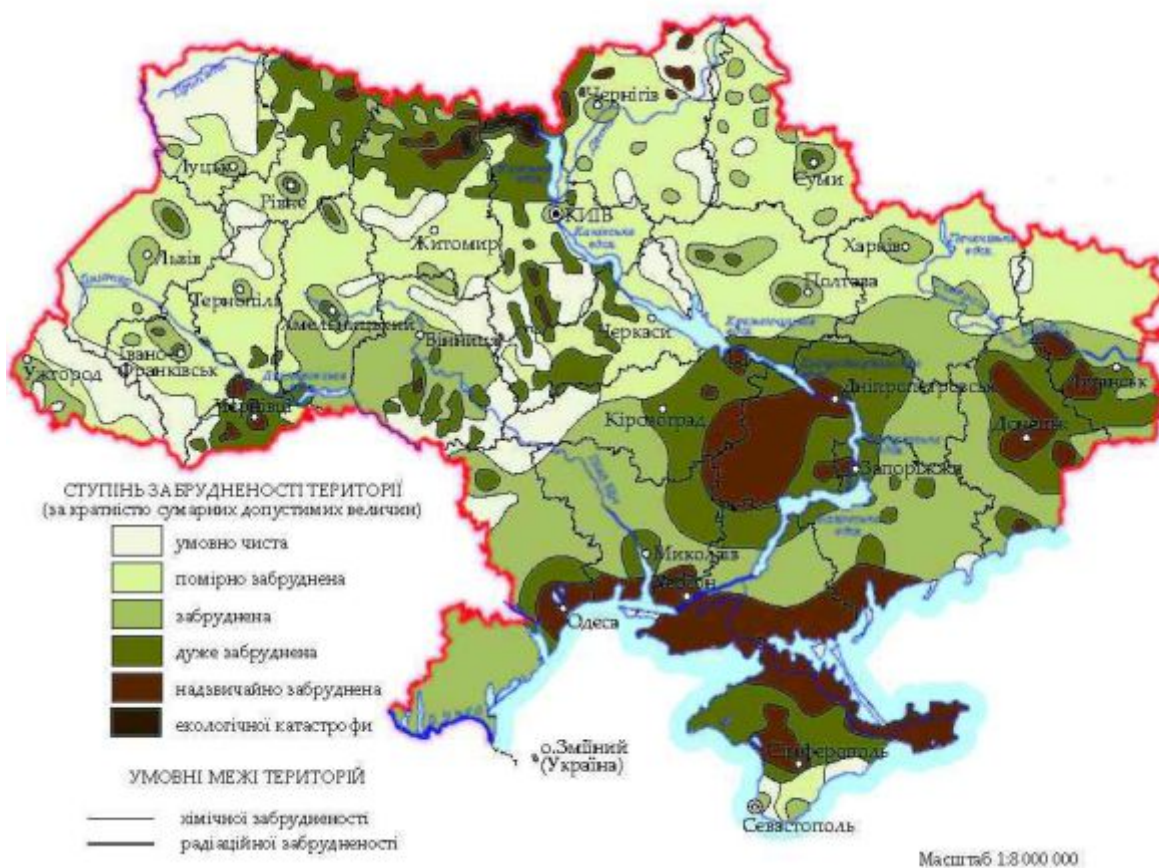 Чернігів
Суми
Луцьк
Рівне
КИЇВ
Житомир
Харків
Львів
Полтава
Тернопіль
Хмельницький
Вінниця
Черкаси
Івано-
Франківськ
Ужгород
Чернівці
Луганськ
Дніпропетровськ
Кіровоград
Донецьк
Запоріжжя
Миколаїв
Херсон
Одеса
Сімферополь
Севастополь
о.Зміїний
(Україна)
СТУПІНЬ ЗАБРУДНЕНОСТІ ТЕРИТОРІЇ
(за кратністю сумарних допустимих величин)
умовно чиста
помірно забруднена
забруднена
дуже забруднена
надзвичайно забруднена
екологічної катастрофи
УМОВНІ МЕЖІ ТЕРИТОРІЙ
хімічної забрудненості
радіаційної забрудненості
Масштаб 1:8 000 000